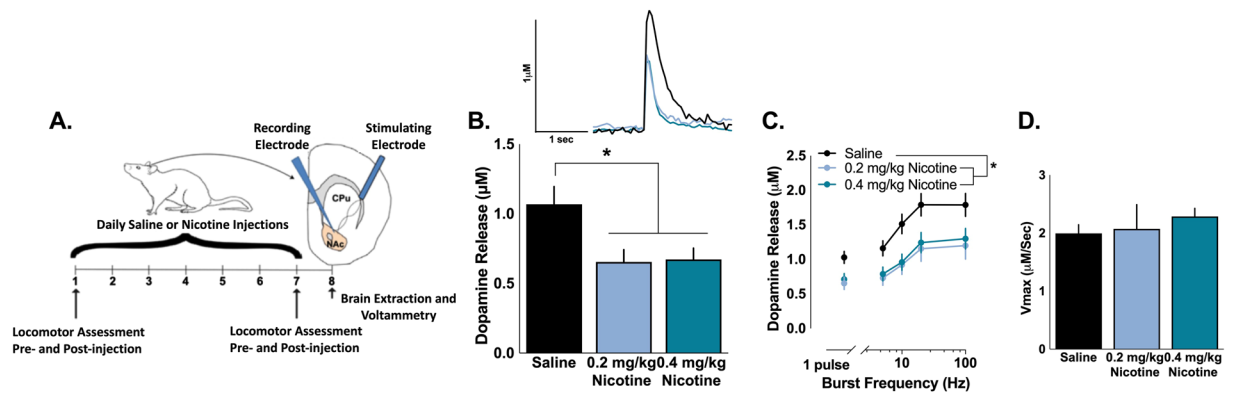 A.
Recording
Electrode
Stimulating
Electrode
CPu
NAc
Daily Saline or Nicotine Injections
1 2 3 4 5 6 7 8
Locomotor Assessment
Pre- and Post-injection
Locomotor Assessment
Pre- and Post-injection
Brain Extraction and
Voltammetry
B.
1μM
1 sec
Dopamine Release (μM)
1.5
*
1.0
0.5
0.0
Saline
0.2 mg/kg
Nicotine
0.4 mg/kg
Nicotine
C.
Saline
0.2 mg/kg Nicotine
0.4 mg/kg Nicotine
*
Dopamine Release (μM)
2.5
2.0
1.5
1.0
0.5
0.0
1 pulse
10
100
Burst Frequency (Hz)
D.
Vmax (μM/Sec)
3
2
1
0
Saline
0.2 mg/kg
Nicotine
0.4 mg/kg
Nicotine